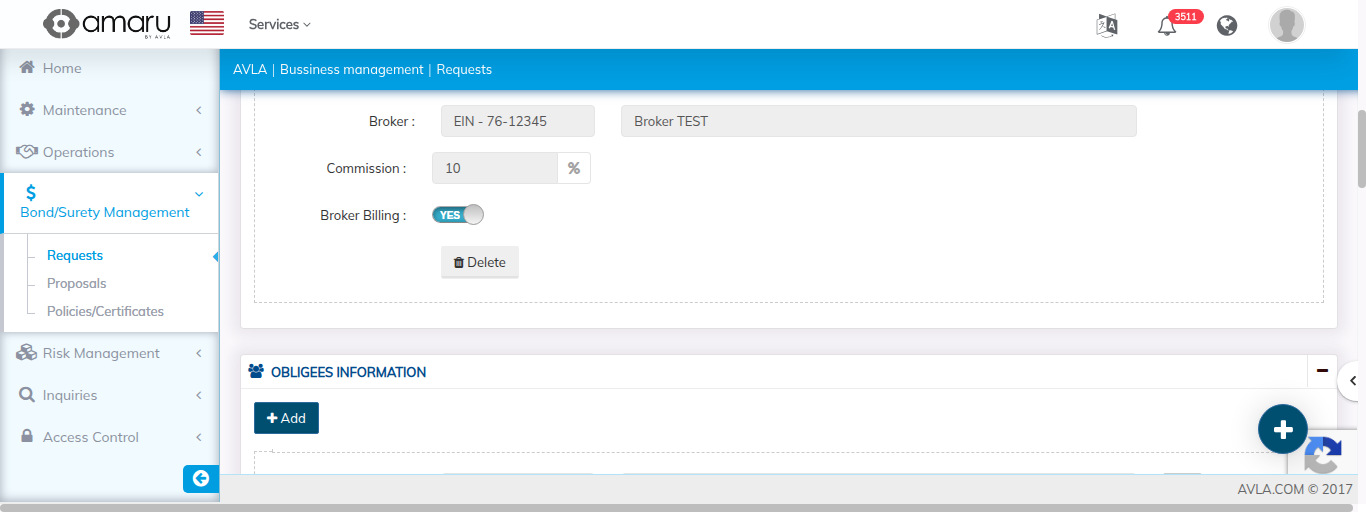 amaru
BY AVLA
Services
3511
Home
AVLA | Bussiness management | Requests
Maintenance
Operations
Bond/Surety Management
Requests
Proposals
Policies/Certificates
Risk Management
Inquiries
Access Control
Broker :
EIN - 76-12345
Broker TEST
Commission :
10
%
Broker Billing :
YES
Delete
OBLIGEES INFORMATION
Add
AVLA.COM © 2017